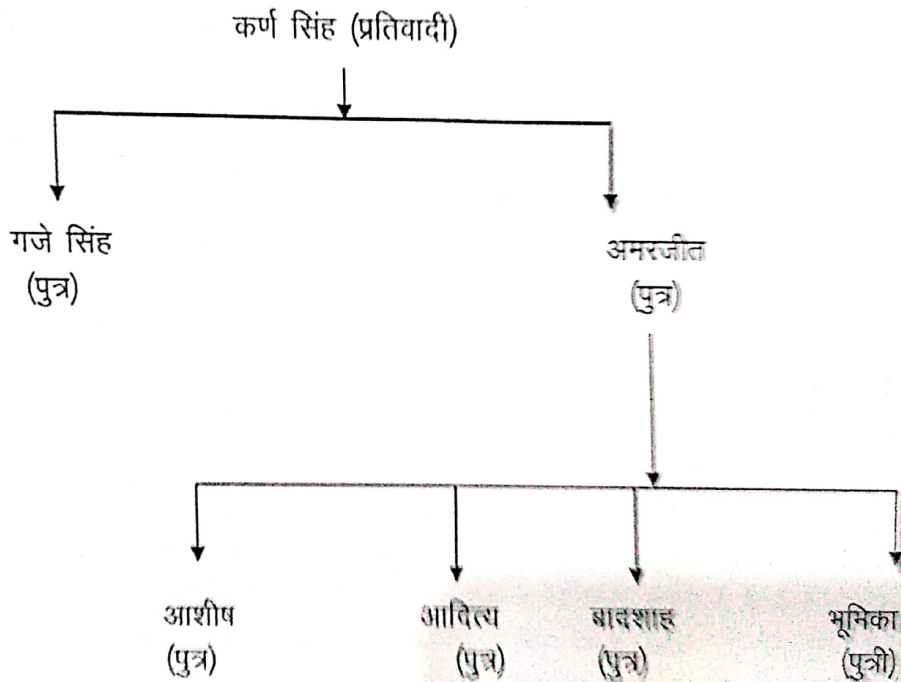 कर्ण सिंह (प्रतिवादी)
गजे सिंह
(पुत्र)
अमरजीत
(पुत्र)
आशीष
(पुत्र)
आदित्य
(पुत्र)
बादशाह
(पुत्र)
भूमिका
(पुत्री)